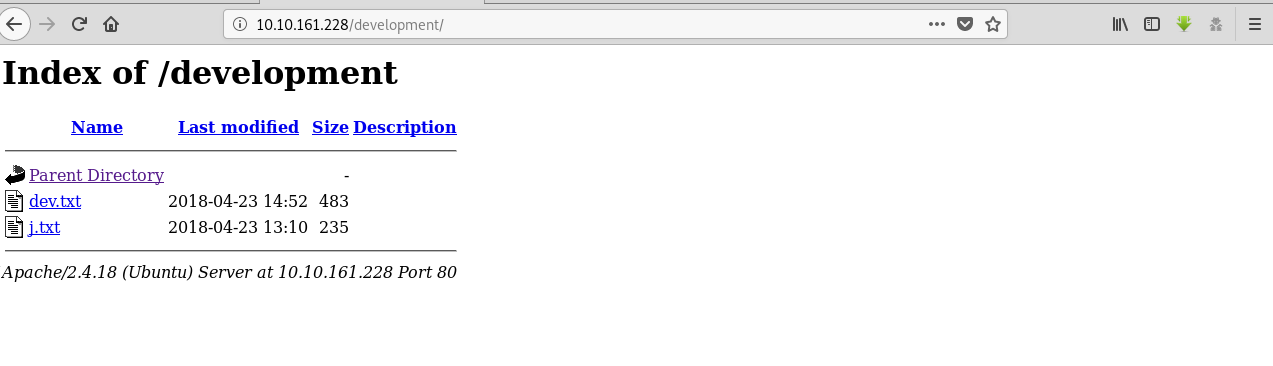 10.10.161.228/development/
Index of /development
Name Last modified Size Description
Parent Directory -
dev.txt 2018-04-23 14:52 483
j.txt 2018-04-23 13:10 235
Apache/2.4.18 (Ubuntu) Server at 10.10.161.228 Port 80